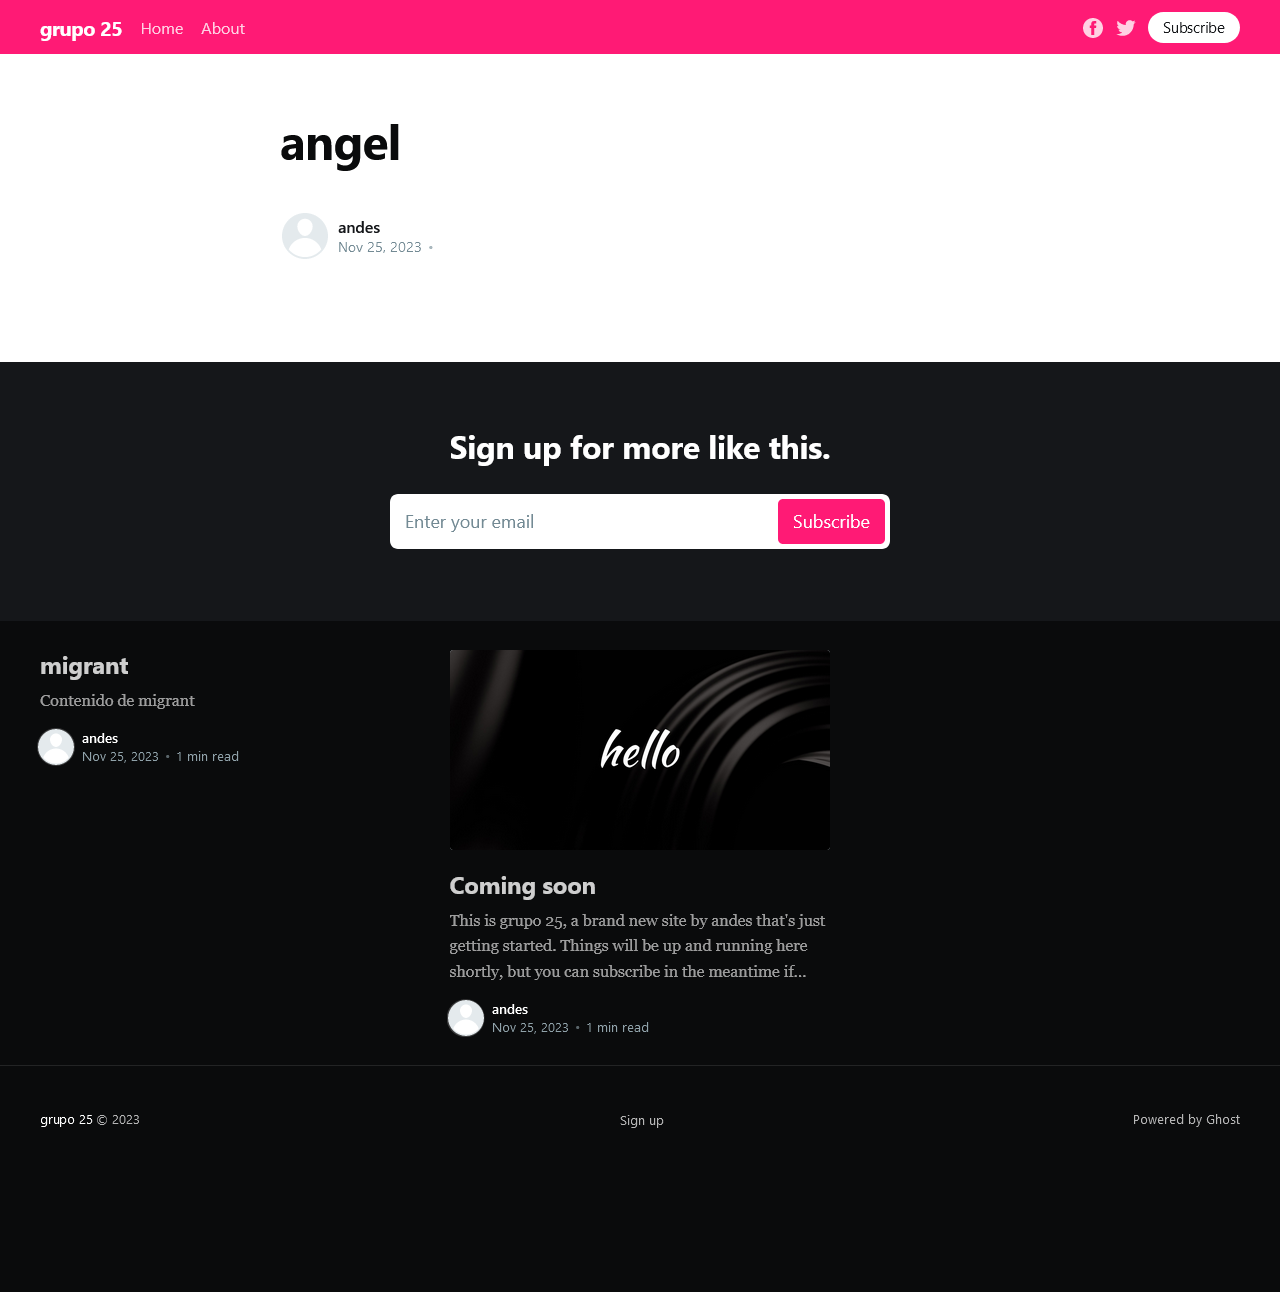 grupo 25 Home About Subscribe
angel
andes
Nov 25, 2023 •
Sign up for more like this.
Enter your email Subscribe
migrant
Contenido de migrant
andes
Nov 25, 2023 • 1 min read
hello
Coming soon
This is grupo 25, a brand new site by andes that's just
getting started. Things will be up and running here
shortly, but you can subscribe in the meantime if...
andes
Nov 25, 2023 • 1 min read
grupo 25 © 2023 Sign up Powered by Ghost